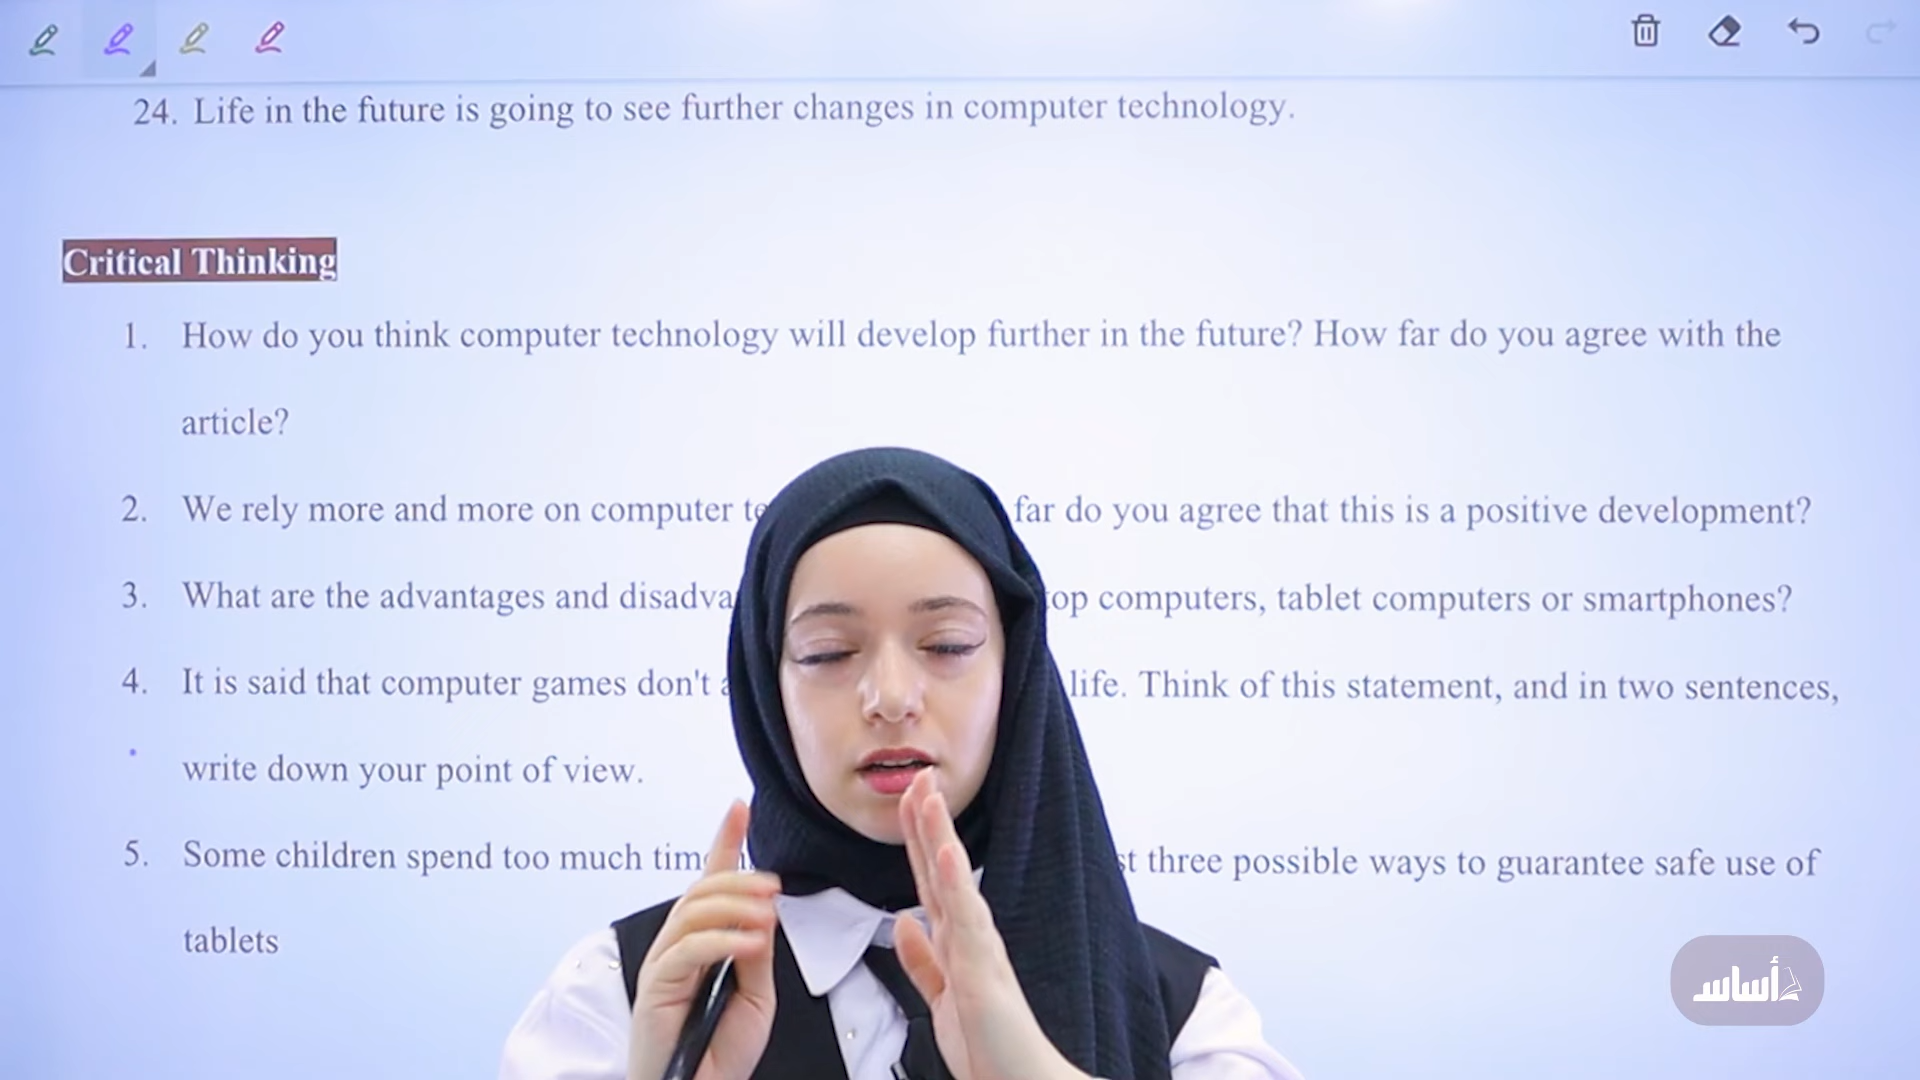 24. Life in the future is going to see further changes in computer technology.
Critical Thinking
1. How do you think computer technology will develop further in the future? How far do you agree with the
article?
2. We rely more and more on computer far do you agree that this is a positive development?
3. What are the advantages and computers, tablet computers or smartphones?
4. It is said that computer games don't life. Think of this statement, and in two sentences,
write down your point of view.
5. Some children spend too much three possible ways to guarantee safe use of
tablets
أساس